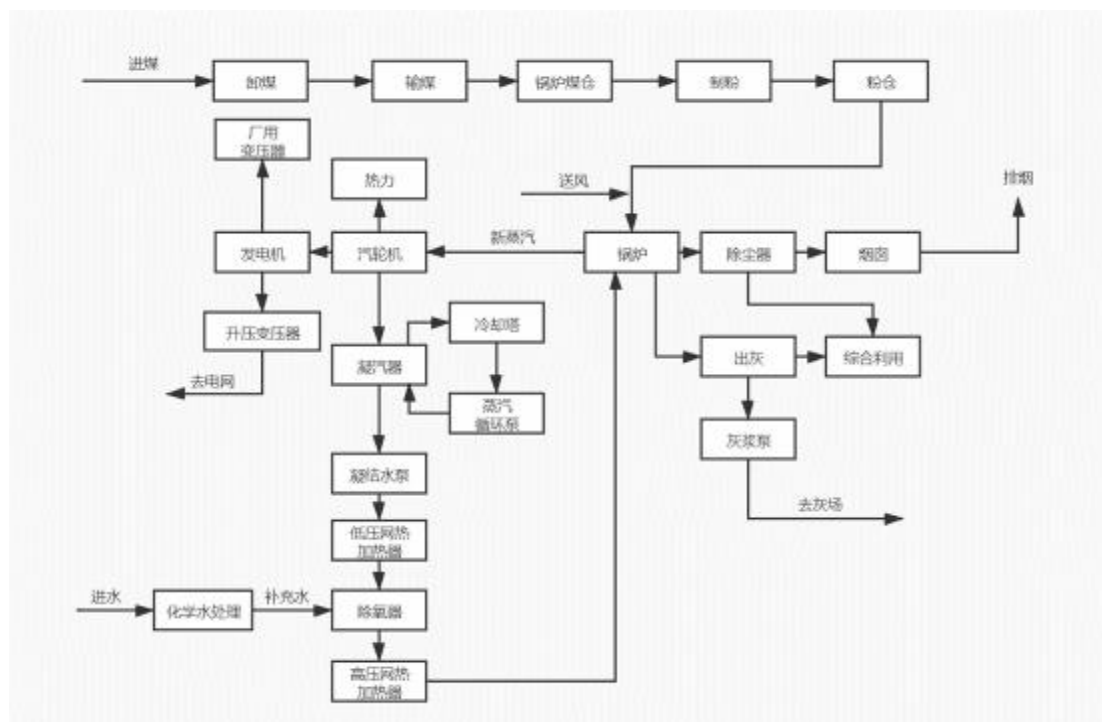 进煤
卸煤
输煤
锅炉煤仓
制粉
粉仓
厂用
变压器
热力
送风
排烟
发电机
汽轮机
新蒸汽
锅炉
除尘器
烟囱
升压变压器
冷却塔
去电网
凝汽器
出灰
综合利用
蒸汽
循环泵
灰浆泵
凝结水泵
去灰场
低压网热
加热器
进水
化学水处理
补充水
除氧器
高压网热
加热器